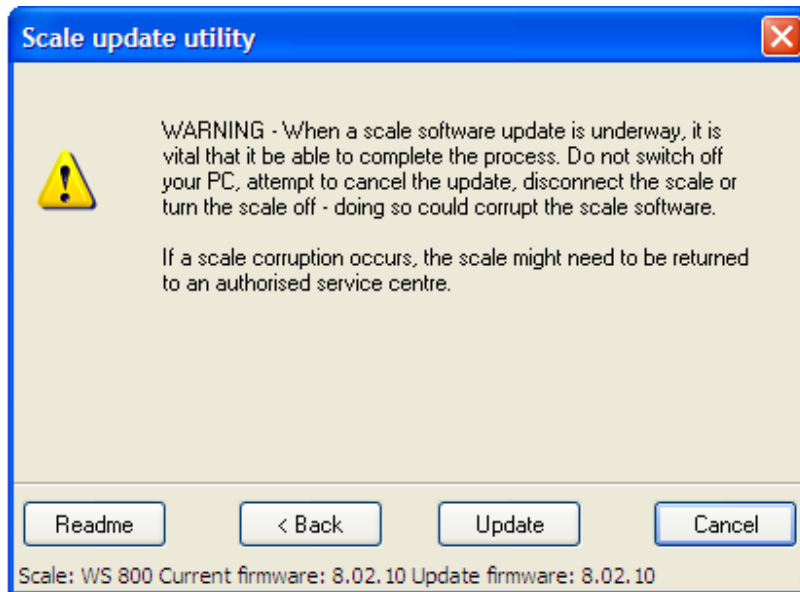 Scale update utility
WARNING - When a scale software update is underway, it is
vital that it be able to complete the process. Do not switch off
your PC, attempt to cancel the update, disconnect the scale or
turn the scale off - doing so could corrupt the scale software.
If a scale corruption occurs, the scale might need to be returned
to an authorised service centre.
Readme
< Back
Update
Cancel
Scale: WS 800 Current firmware: 8.02.10 Update firmware: 8.02.10